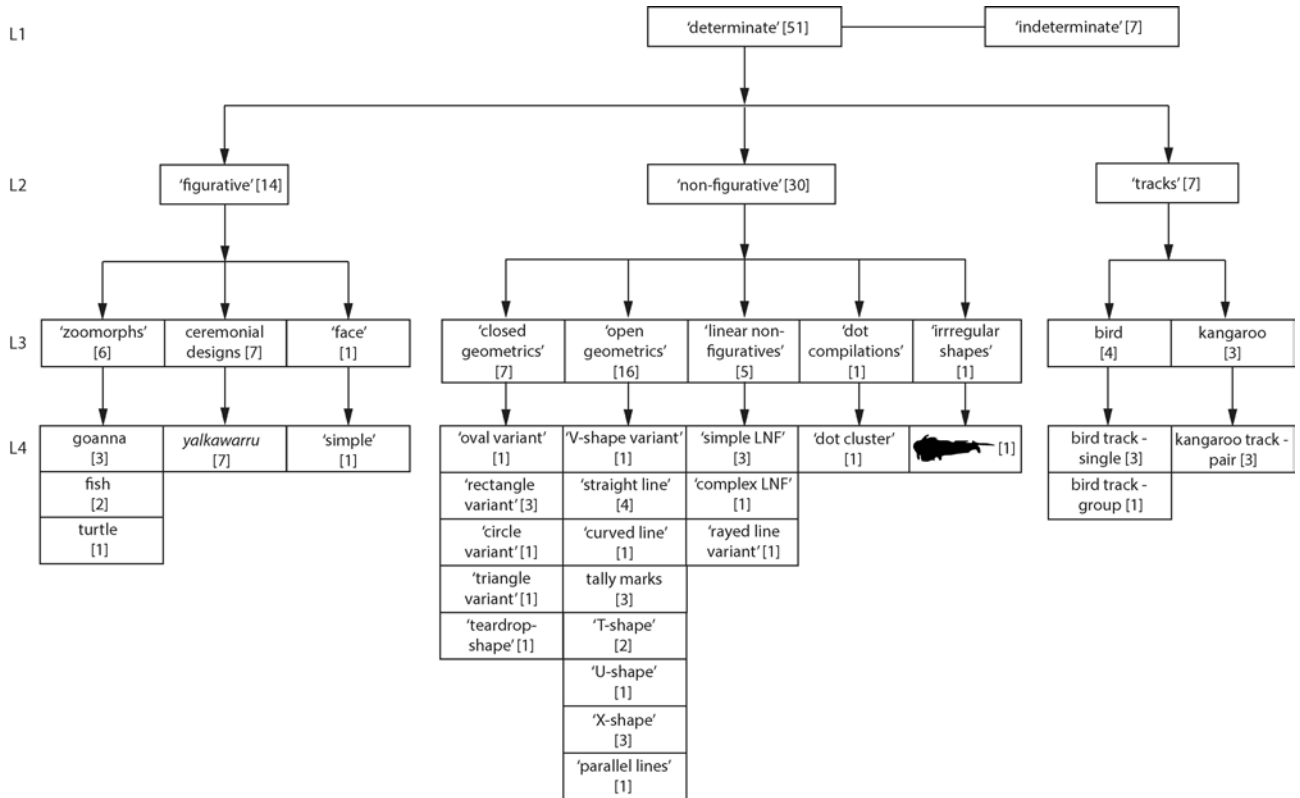 L1
‘determinate’ [51]
‘indeterminate’ [7]
L2
‘figurative’ [14]
‘non-figurative’ [30]
‘tracks’ [7]
L3
‘zoomorphs’
[6]
ceremonial
designs [7]
‘face’
[1]
‘closed
geometrics’
[7]
‘open
geometrics’
[16]
‘linear non-
figuratives’
[5]
‘dot
compilations’
[1]
‘irrregular
shapes’
[1]
bird
[4]
kangaroo
[3]
L4
goanna
[3]
fish
[2]
turtle
[1]
yalkawarru
[7]
‘simple’
[1]
‘oval variant’
[1]
‘rectangle
variant’ [3]
‘circle
variant’ [1]
‘triangle
variant’ [1]
‘teardrop-
shape’ [1]
‘V-shape variant’
[1]
‘straight line’
[4]
‘curved line’
[1]
tally marks
[3]
‘T-shape’
[2]
‘U-shape’
[1]
‘X-shape’
[3]
‘parallel lines’
[1]
‘simple LNF’
[3]
‘complex LNF’
[1]
‘rayed line
variant’ [1]
‘dot cluster’
[1]
[1]
bird track -
single [3]
bird track -
group [1]
kangaroo track -
pair [3]